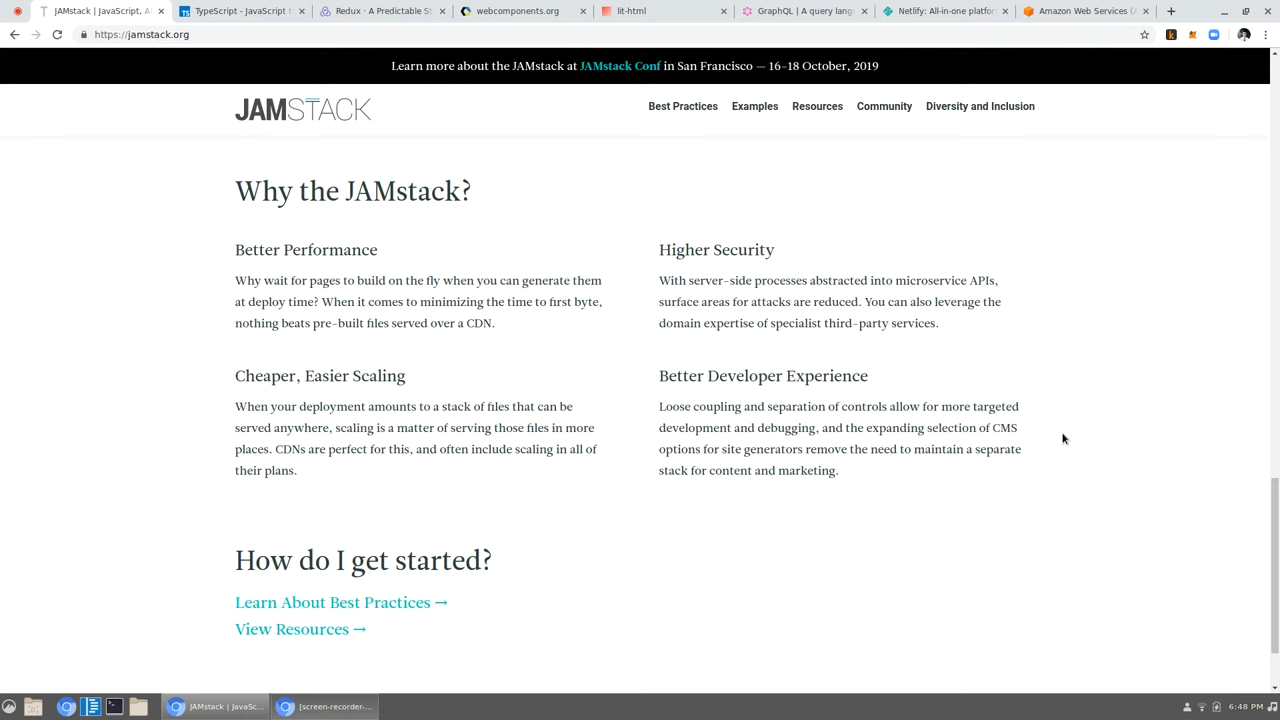 JAMstack | JavaScript, A
TypeScript - JavaScript t
Redux · A Predictable St
webcomponents.org
lit-html
GraphQL | A query langu
Netlify: All-in-one platfor
Amazon Web Services (A
https://jamstack.org
Learn more about the JAMstack at JAMstack Conf in San Francisco — 16-18 October, 2019
JAMSTACK
Best Practices
Examples
Resources
Community
Diversity and Inclusion
Why the JAMstack?
Better Performance
Why wait for pages to build on the fly when you can generate them
at deploy time? When it comes to minimizing the time to first byte,
nothing beats pre-built files served over a CDN.
Higher Security
With server-side processes abstracted into microservice APIs,
surface areas for attacks are reduced. You can also leverage the
domain expertise of specialist third-party services.
Cheaper, Easier Scaling
When your deployment amounts to a stack of files that can be
served anywhere, scaling is a matter of serving those files in more
places. CDNs are perfect for this, and often include scaling in all of
their plans.
Better Developer Experience
Loose coupling and separation of controls allow for more targeted
development and debugging, and the expanding selection of CMS
options for site generators remove the need to maintain a separate
stack for content and marketing.
How do I get started?
Learn About Best Practices →
View Resources →
JAMstack | JavaSc...
[screen-recorder-...
6:48 PM